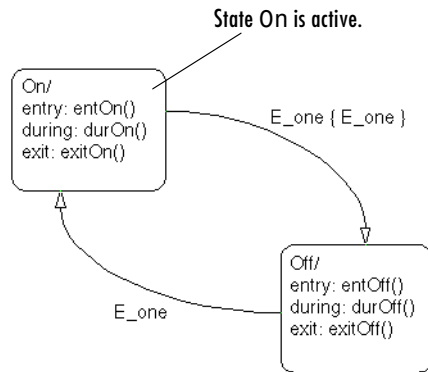 State On is active.
On/
entry: entOn()
during: durOn()
exit: exitOn()
E_one { E_one }
Off/
entry: entOff()
during: durOff()
exit: exitOff()
E_one